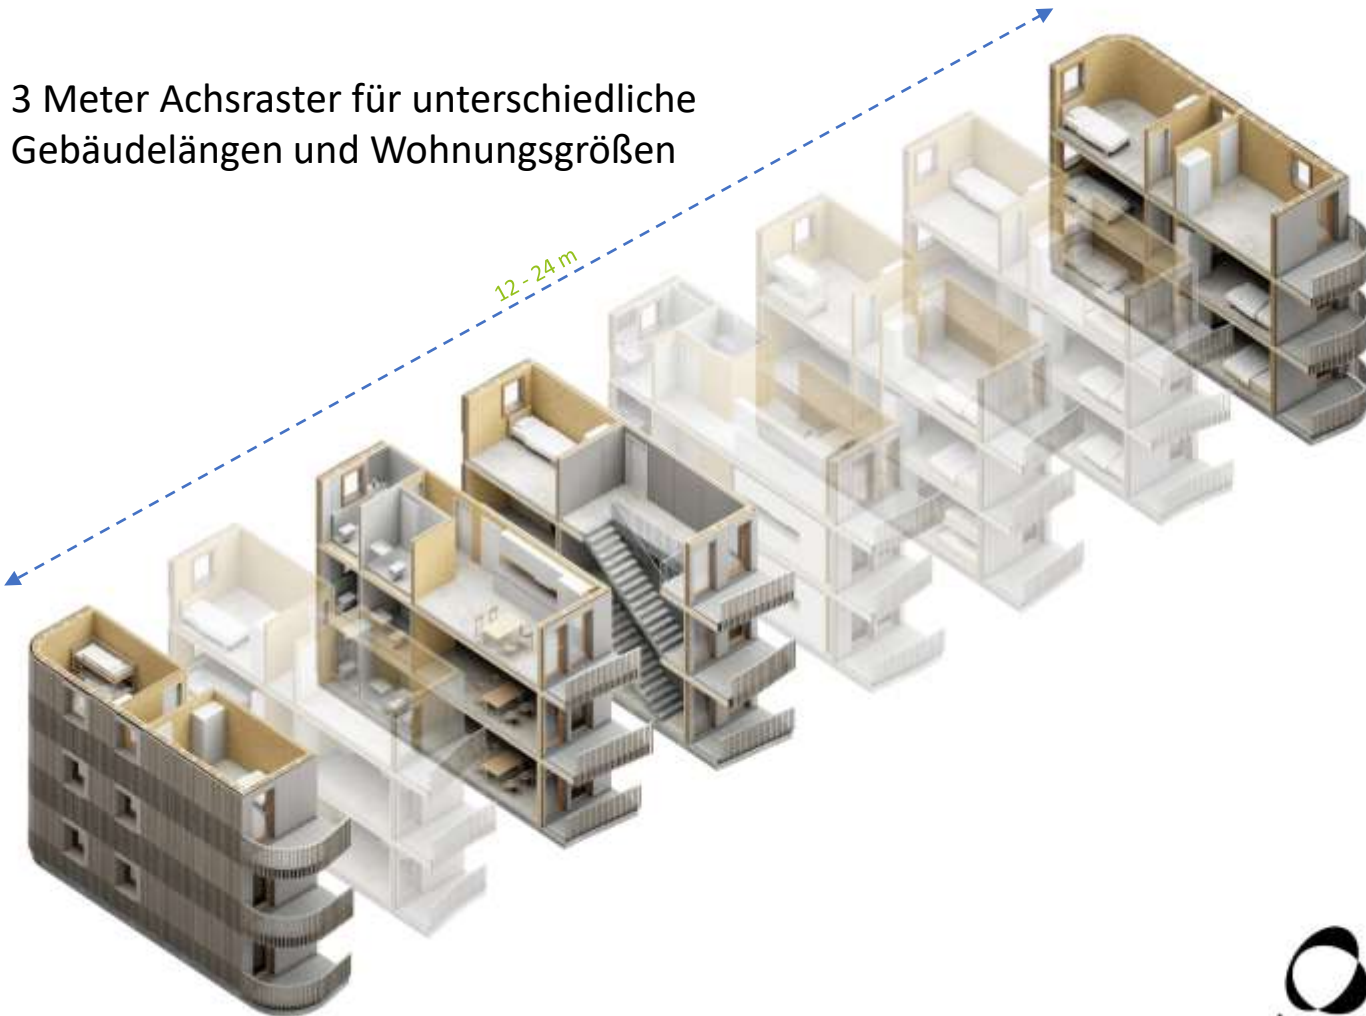 3 Meter Achsraster für unterschiedliche
Gebäudelängen und Wohnungsgrößen
12 - 24 m